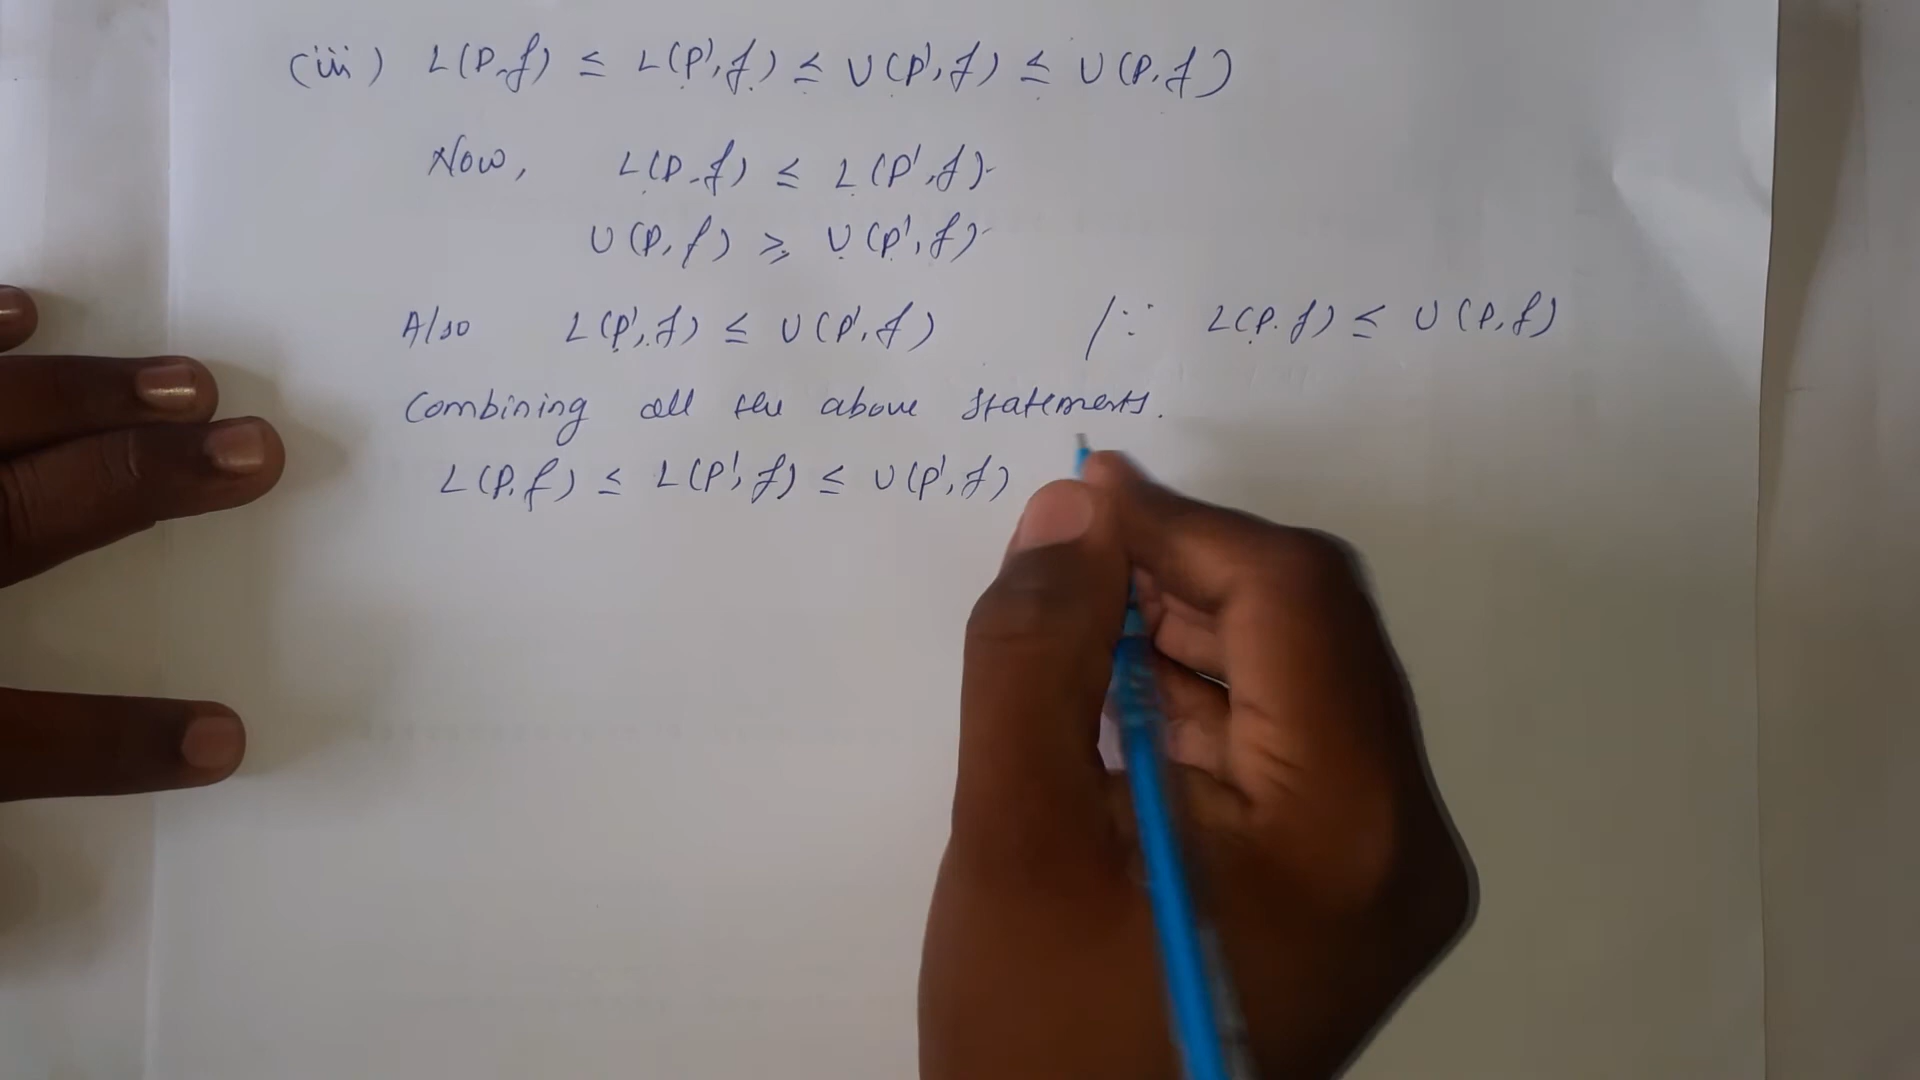 (iii) L(P,f) ≤ L(P',f) ≤ U(P',f) ≤ U(P,f)
Now, L(P,f) ≤ L(P',f)
U(P,f) ≥ U(P',f)
Also L(P',f) ≤ U(P',f) /∵ L(P,f) ≤ U(P,f)
Combining all the above statements.
L(P,f) ≤ L(P',f) ≤ U(P',f)